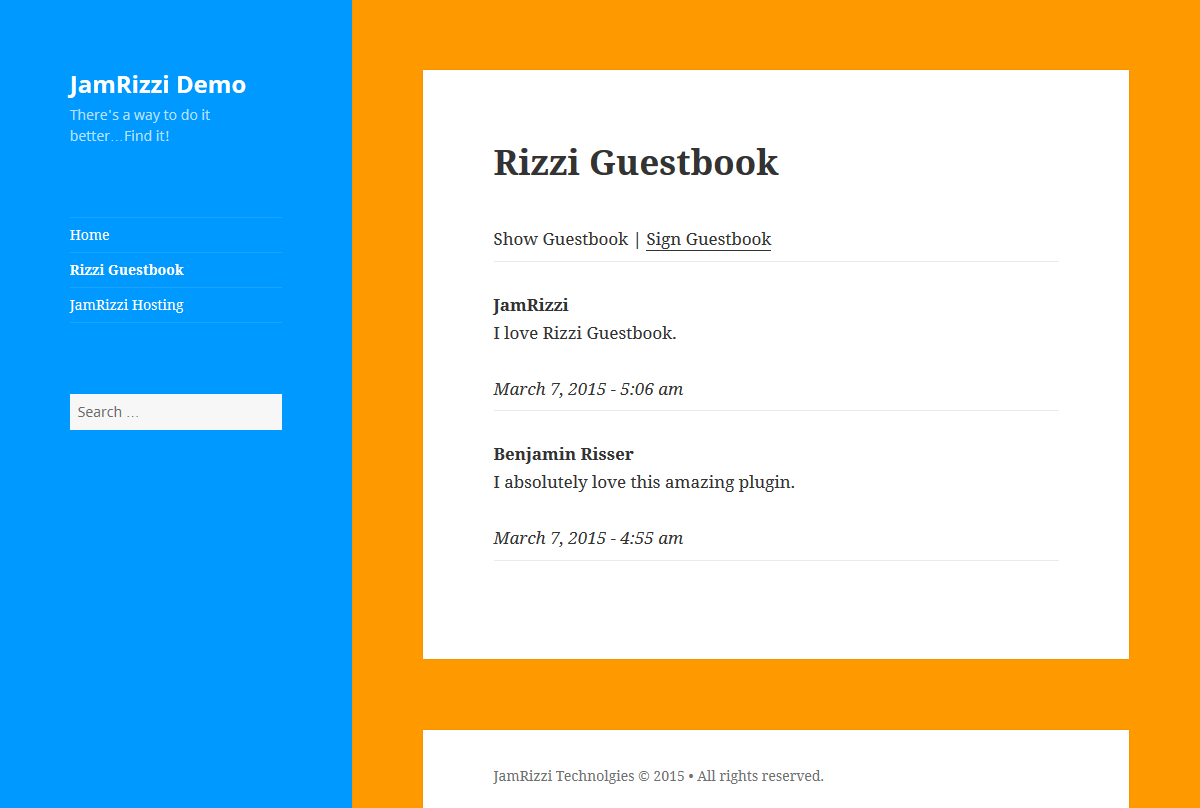 JamRizzi Demo
There's a way to do it
better…Find it!
Home
Rizzi Guestbook
JamRizzi Hosting
Search …
Rizzi Guestbook
Show Guestbook | Sign Guestbook
JamRizzi
I love Rizzi Guestbook.
March 7, 2015 - 5:06 am
Benjamin Risser
I absolutely love this amazing plugin.
March 7, 2015 - 4:55 am
JamRizzi Technolgies © 2015 • All rights reserved.